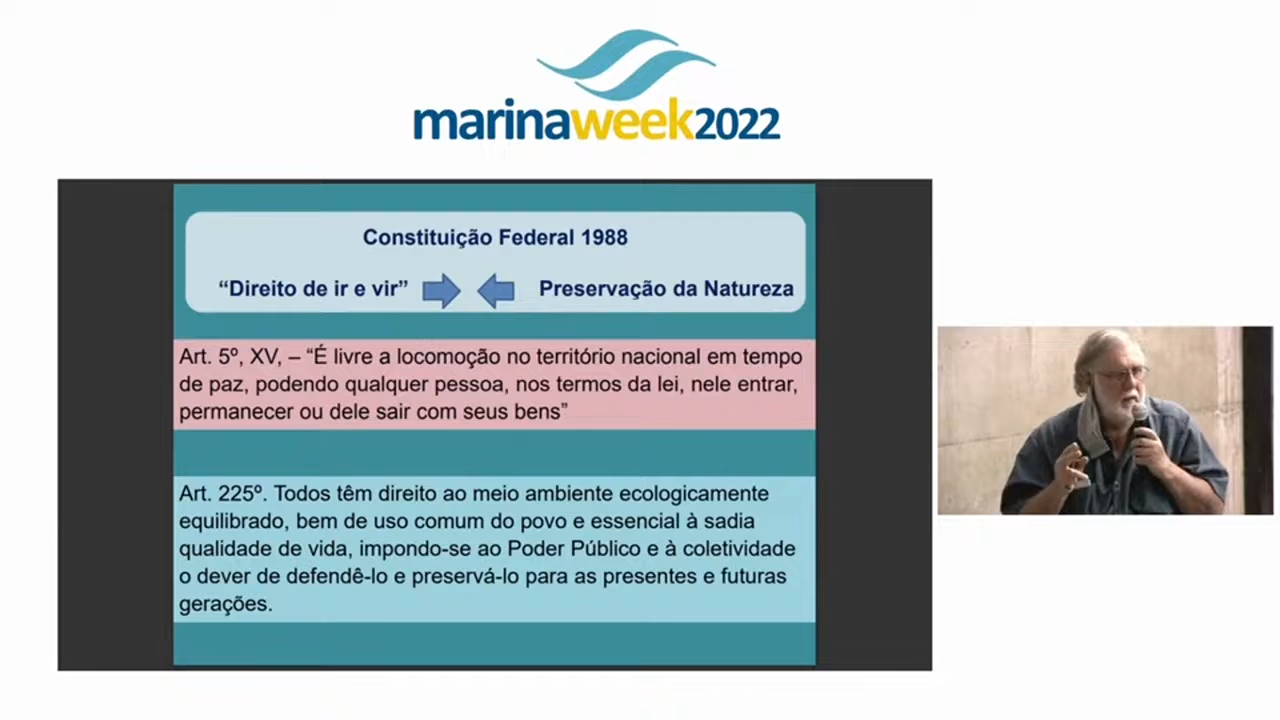 marinaweek2022
Constituição Federal 1988
“Direito de ir e vir” Preservação da Natureza
Art. 5º, XV, – “É livre a locomoção no território nacional em tempo
de paz, podendo qualquer pessoa, nos termos da lei, nele entrar,
permanecer ou dele sair com seus bens”
Art. 225º. Todos têm direito ao meio ambiente ecologicamente
equilibrado, bem de uso comum do povo e essencial à sadia
qualidade de vida, impondo-se ao Poder Público e à coletividade
o dever de defendê-lo e preservá-lo para as presentes e futuras
gerações.